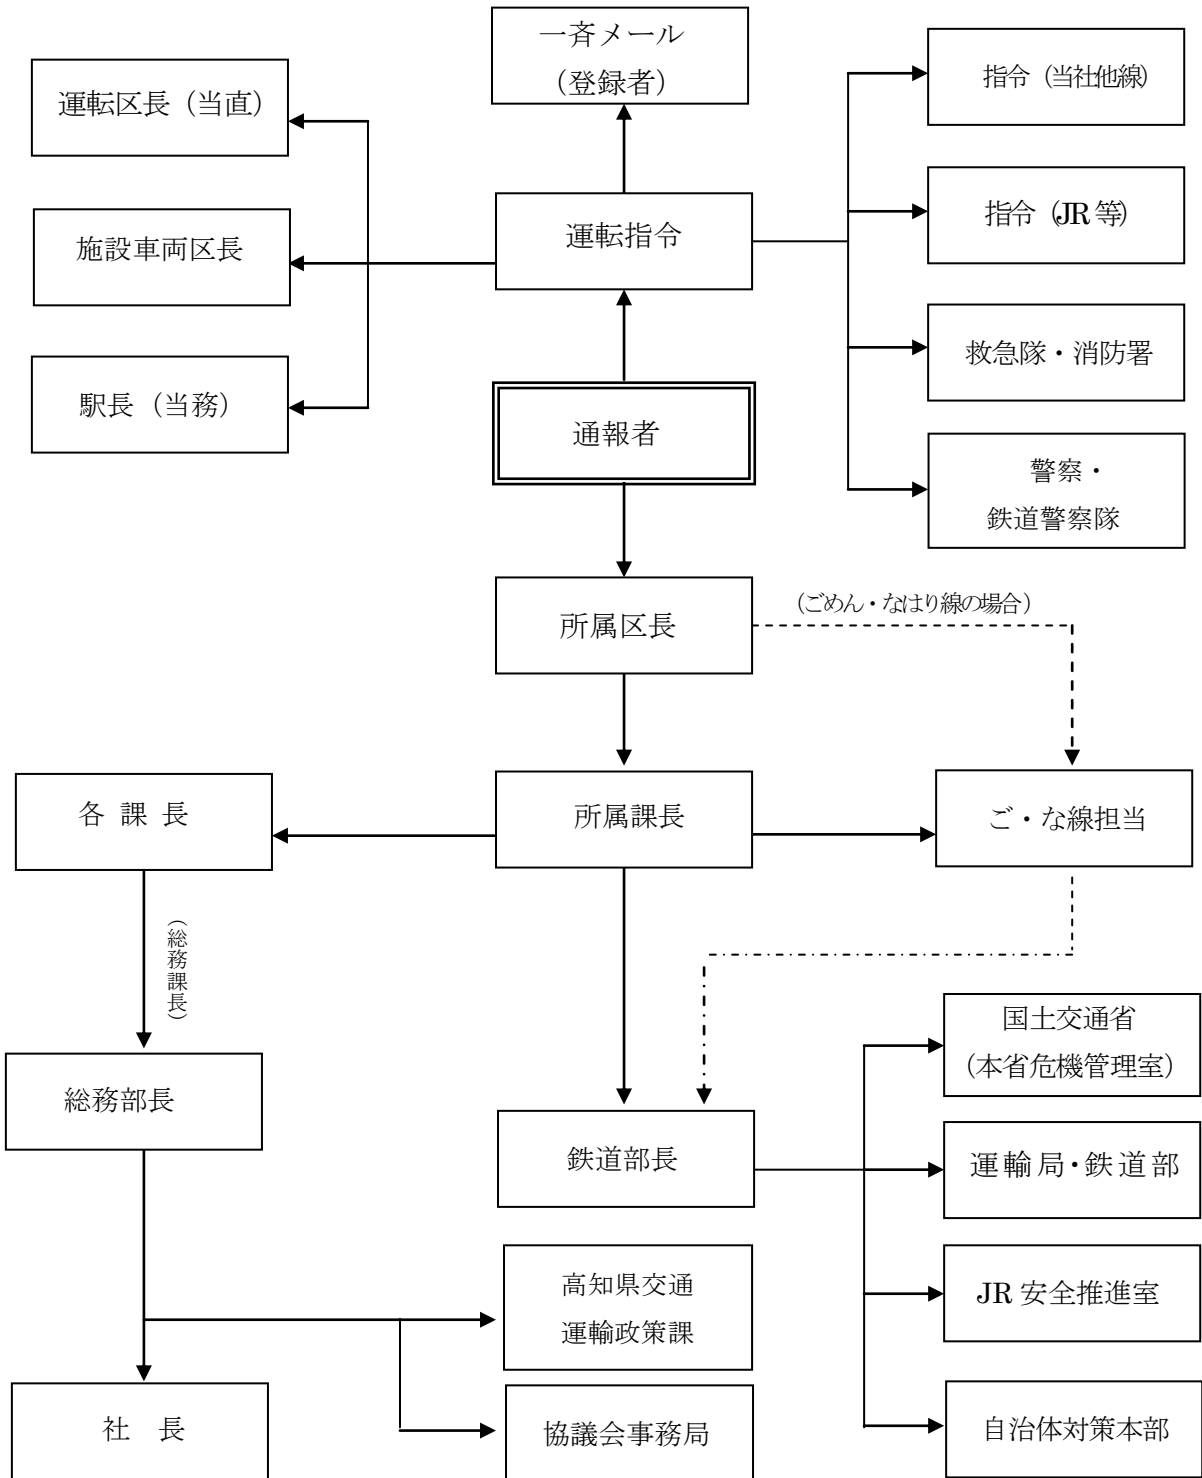 一斉メール
(登録者)
運転区長（当直）
指令（当社他線）
施設車両区長
運転指令
指令（JR等）
駅長（当務）
通報者
救急隊・消防署
警察・
鉄道警察隊
所属区長
（ごめん・なはり線の場合）
各 課 長
所属課長
ご・な線担当
（総務課長）
国土交通省
（本省危機管理室）
総務部長
鉄道部長
運輸局・鉄道部
高知県交通
運輸政策課
JR 安全推進室
社　長
協議会事務局
自治体対策本部